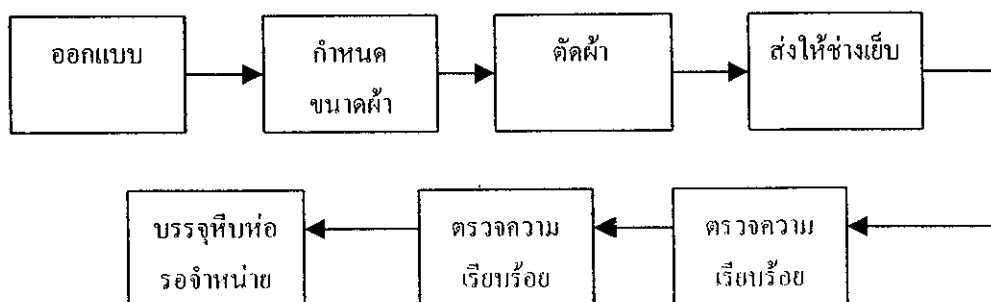 ออกแบบ
กำหนด
ขนาดผ้า
ตัดผ้า
ส่งให้ช่างเย็บ
ตรวจความ
เรียบร้อย
ตรวจความ
เรียบร้อย
บรรจุหีบห่อ
รอจำหน่าย